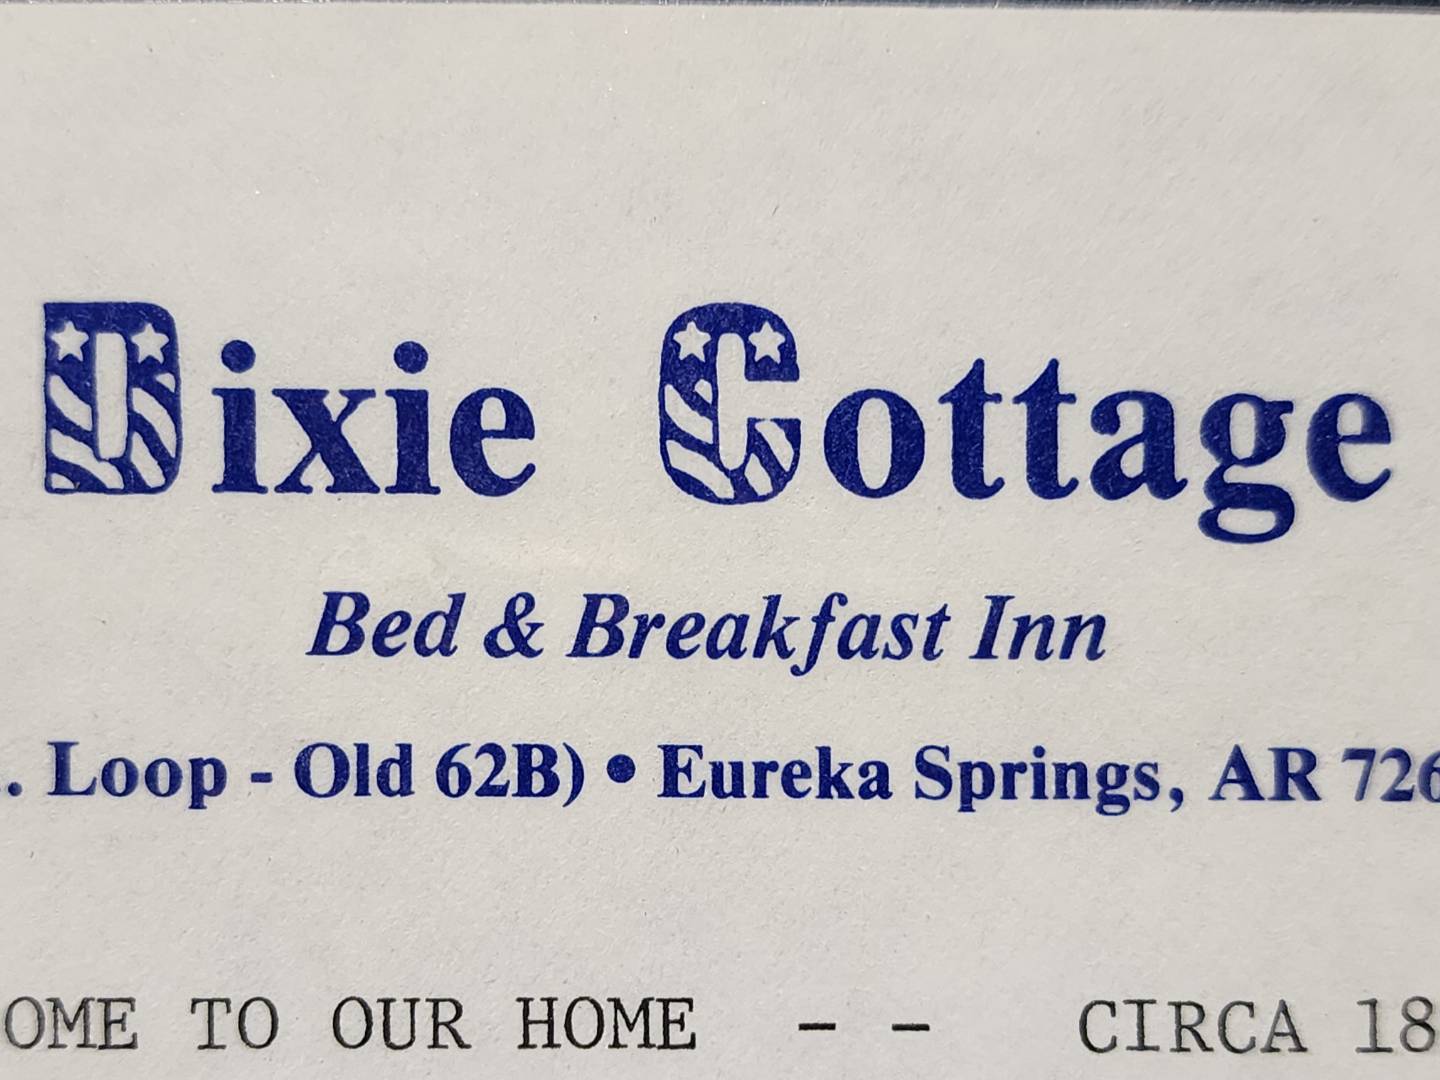 Dixie Cottage
Bed & Breakfast Inn
. Loop - Old 62B) • Eureka Springs, AR 726
OME TO OUR HOME - - CIRCA 18